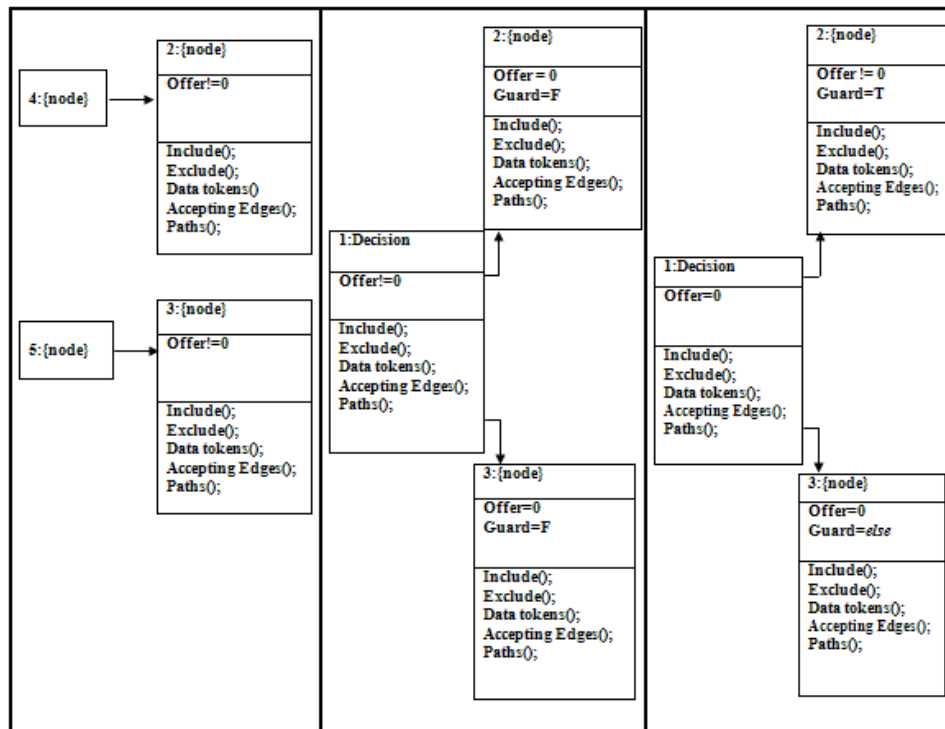 4:{node}
2:{node}
Offer!=0
Include();
Exclude();
Data tokens()
Accepting Edges();
Paths();
5:{node}
3:{node}
Offer!=0
Include();
Exclude();
Data tokens();
Accepting Edges();
Paths();
2:{node}
Offer = 0
Guard=F
Include();
Exclude();
Data tokens();
Accepting Edges();
Paths();
1:Decision
Offer!=0
Include();
Exclude();
Data tokens();
Accepting Edges();
Paths();
3:{node}
Offer=0
Guard=F
Include();
Exclude();
Data tokens();
Accepting Edges();
Paths();
2:{node}
Offer != 0
Guard=T
Include();
Exclude();
Data tokens();
Accepting Edges();
Paths();
1:Decision
Offer=0
Include();
Exclude();
Data tokens();
Accepting Edges();
Paths();
3:{node}
Offer=0
Guard=else
Include();
Exclude();
Data tokens();
Accepting Edges();
Paths();